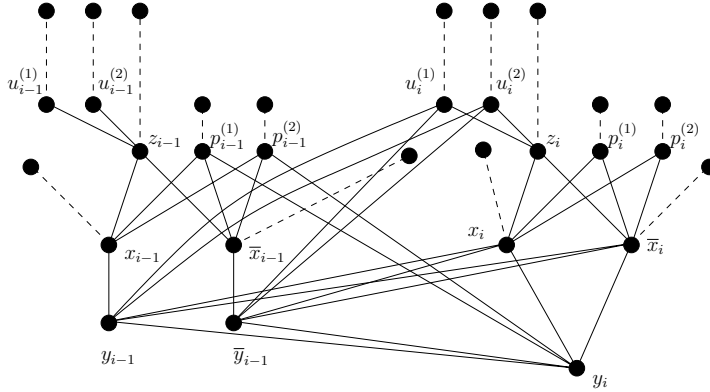 u_{i-1}^{(1)} u_{i-1}^{(2)} u_i^{(1)} u_i^{(2)}
z_{i-1} p_{i-1}^{(1)} p_{i-1}^{(2)} z_i p_i^{(1)} p_i^{(2)}
x_{i-1} \overline{x}_{i-1} x_i \overline{x}_i
y_{i-1} \overline{y}_{i-1} y_i